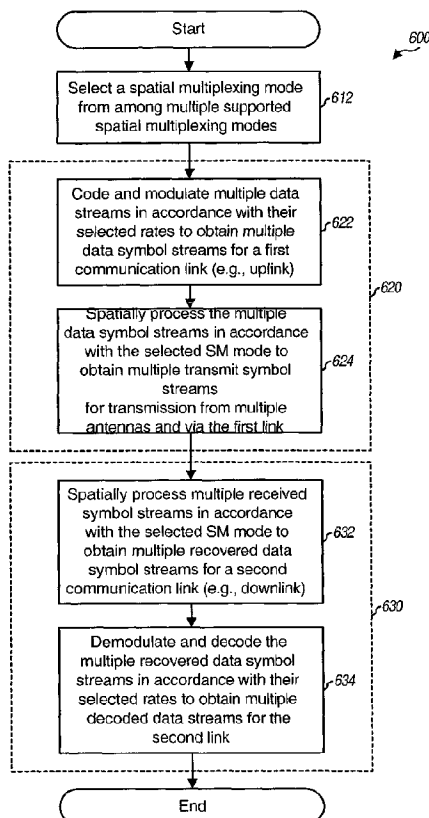 Start
600
Select a spatial multiplexing mode
from among multiple supported
spatial multiplexing modes
612
Code and modulate multiple data
streams in accordance with their
selected rates to obtain multiple
data symbol streams for a first
communication link (e.g., uplink)
622
620
Spatially process the multiple
data symbol streams in accordance
with the selected SM mode to
obtain multiple transmit symbol
streams
for transmission from multiple
antennas and via the first link
624
Spatially process multiple received
symbol streams in accordance
with the selected SM mode to
obtain multiple recovered data
symbol streams for a second
communication link (e.g., downlink)
632
630
Demodulate and decode the
multiple recovered data symbol
streams in accordance with their
selected rates to obtain multiple
decoded data streams for the
second link
634
End